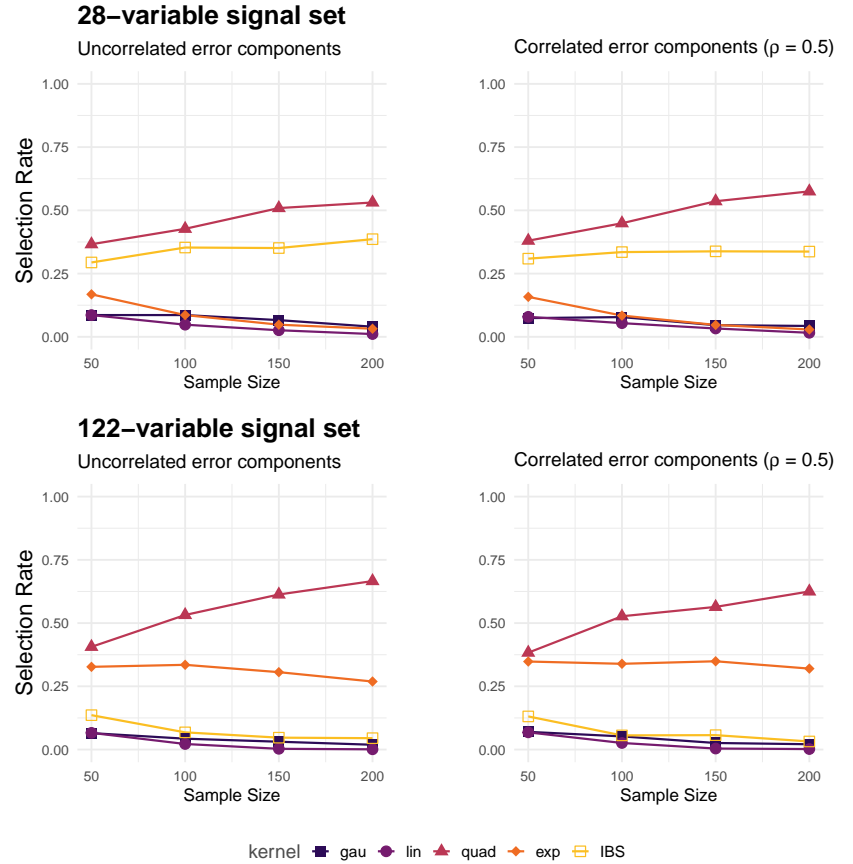 28−variable signal set
Uncorrelated error components
Correlated error components (ρ = 0.5)
Selection Rate
1.00
0.75
0.50
0.25
0.00
50 100 150 200
Sample Size
1.00
0.75
0.50
0.25
0.00
50 100 150 200
Sample Size
122−variable signal set
Uncorrelated error components
Correlated error components (ρ = 0.5)
Selection Rate
1.00
0.75
0.50
0.25
0.00
50 100 150 200
Sample Size
1.00
0.75
0.50
0.25
0.00
50 100 150 200
Sample Size
kernel gau lin quad exp IBS